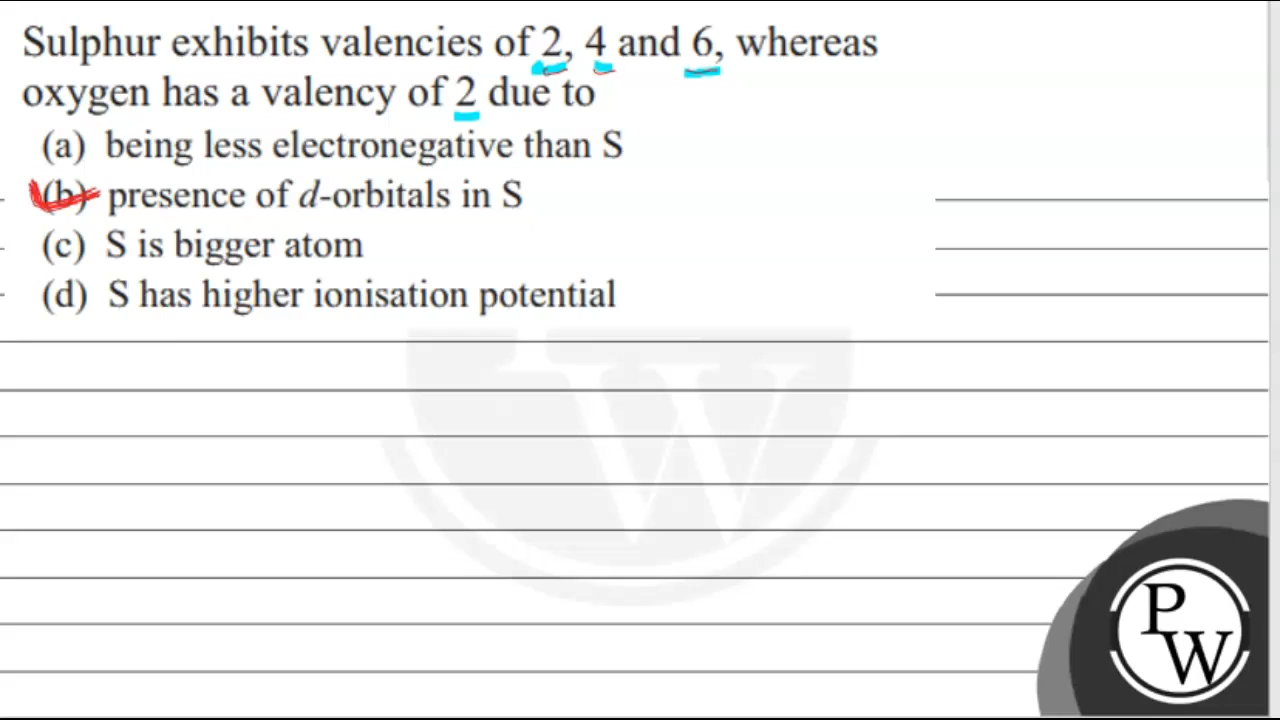 Sulphur exhibits valencies of 2, 4 and 6, whereas
oxygen has a valency of 2 due to
(a) being less electronegative than S
(b) presence of d-orbitals in S
(c) S is bigger atom
(d) S has higher ionisation potential
W
P
W